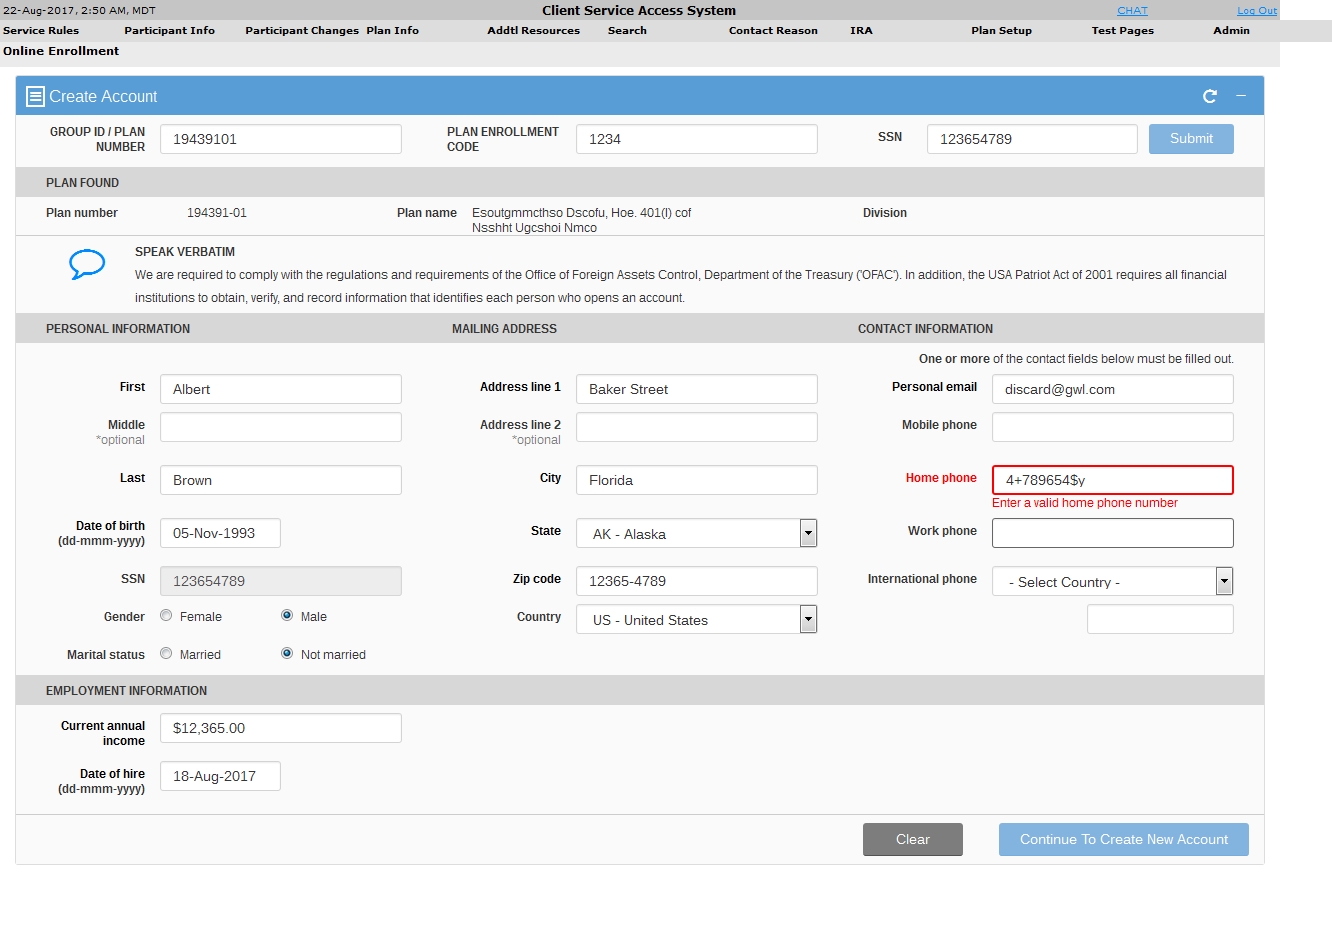 22-Aug-2017, 2:50 AM, MDT Client Service Access System CHAT Log Out
Service Rules Participant Info Participant Changes Plan Info Addtl Resources Search Contact Reason IRA Plan Setup Test Pages Admin
Online Enrollment
Create Account
GROUP ID / PLAN NUMBER 19439101 PLAN ENROLLMENT CODE 1234 SSN 123654789 Submit
PLAN FOUND
Plan number 194391-01 Plan name Esoutgmmcthso Dscofu, Hoe. 401(l) cof Division
Nsshht Ugcshoi Nmco
SPEAK VERBATIM
We are required to comply with the regulations and requirements of the Office of Foreign Assets Control, Department of the Treasury ('OFAC'). In addition, the USA Patriot Act of 2001 requires all financial
institutions to obtain, verify, and record information that identifies each person who opens an account.
PERSONAL INFORMATION MAILING ADDRESS CONTACT INFORMATION
One or more of the contact fields below must be filled out.
First Albert Address line 1 Baker Street Personal email discard@gwl.com
Middle Address line 2 Mobile phone
*optional *optional
Last Brown City Florida Home phone 4+789654$y
Enter a valid home phone number
Date of birth 05-Nov-1993 State AK - Alaska Work phone
(dd-mmm-yyyy)
SSN 123654789 Zip code 12365-4789 International phone - Select Country -
Gender Female Male Country US - United States
Marital status Married Not married
EMPLOYMENT INFORMATION
Current annual $12,365.00
income
Date of hire 18-Aug-2017
(dd-mmm-yyyy)
Clear Continue To Create New Account